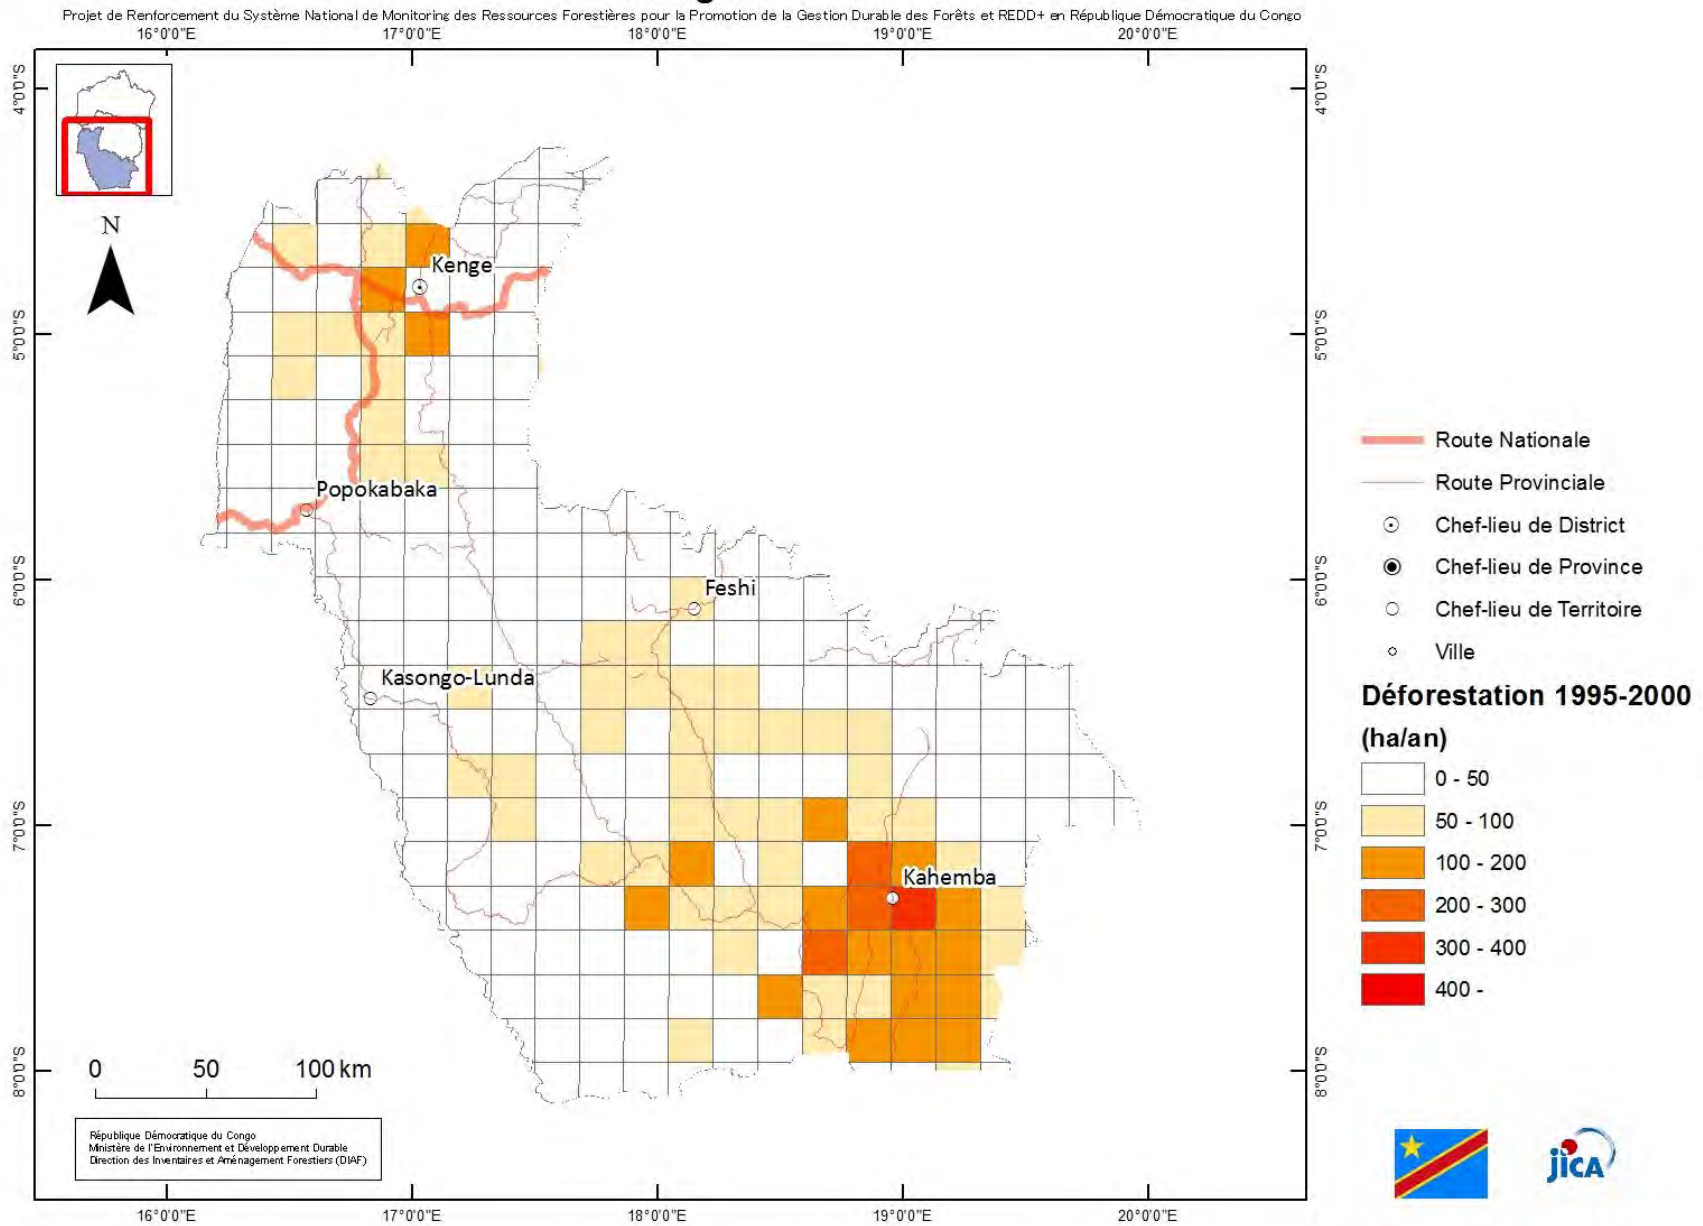 Projet de Renforcement du Système National de Monitoring des Ressources Forestières pour la Promotion de la Gestion Durable des Forêts et REDD+ en République Démocratique du Congo
16°0'0"E 17°0'0"E 18°0'0"E 19°0'0"E 20°0'0"E
4°0'0"S 4°0'0"S
N
Kenge
5°0'0"S 5°0'0"S
Popokabaka
6°0'0"S 6°0'0"S
Feshi
Kasongo-Lunda
7°0'0"S 7°0'0"S
Kahemba
8°0'0"S 8°0'0"S
0 50 100 km
République Démocratique du Congo
Ministère de l'Environnement et Développement Durable
Direction des Inventaires et Aménagement Forestiers (DIAF)
16°0'0"E 17°0'0"E 18°0'0"E 19°0'0"E 20°0'0"E
Route Nationale
Route Provinciale
Chef-lieu de District
Chef-lieu de Province
Chef-lieu de Territoire
Ville
Déforestation 1995-2000
(ha/an)
0 - 50
50 - 100
100 - 200
200 - 300
300 - 400
400 -
jICA